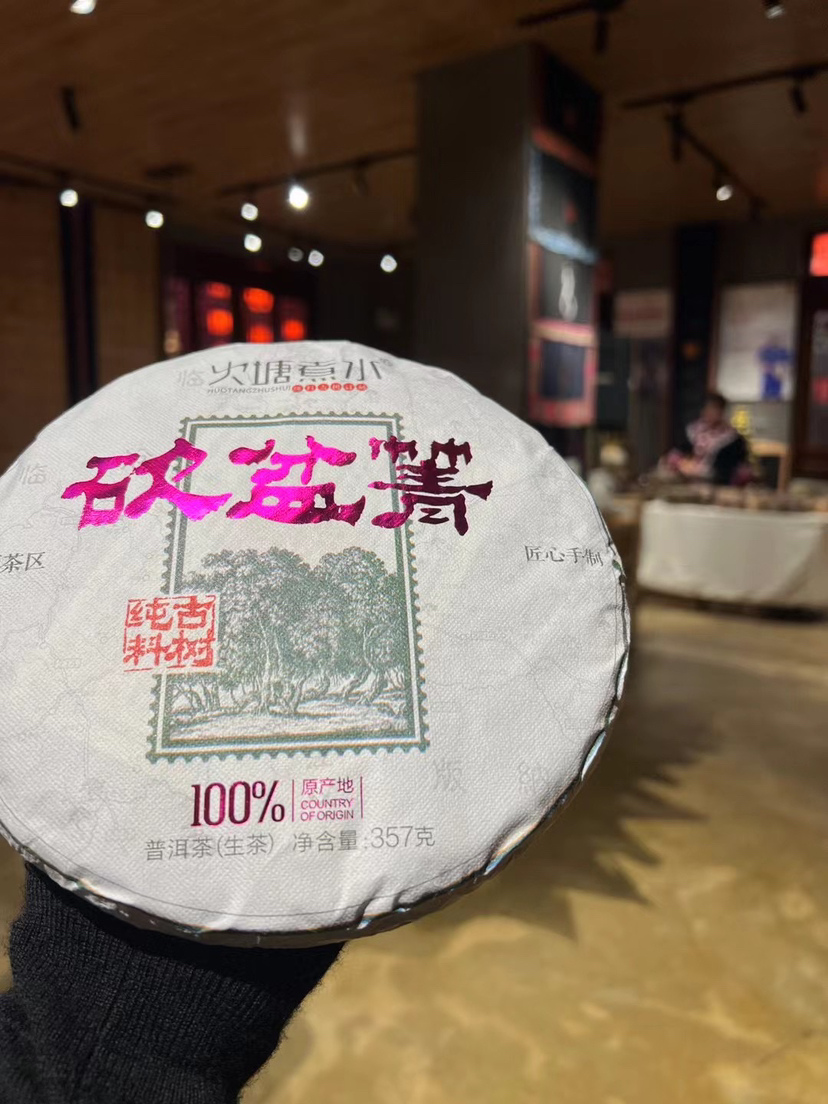 临
火塘煮水
HUOTANGZHUSHUI
砍盆箐
临
茶区
匠心手制
古树
纯料
版 納
100% 原产地
COUNTRY
OF ORIGIN
普洱茶(生茶) 净含量:357克